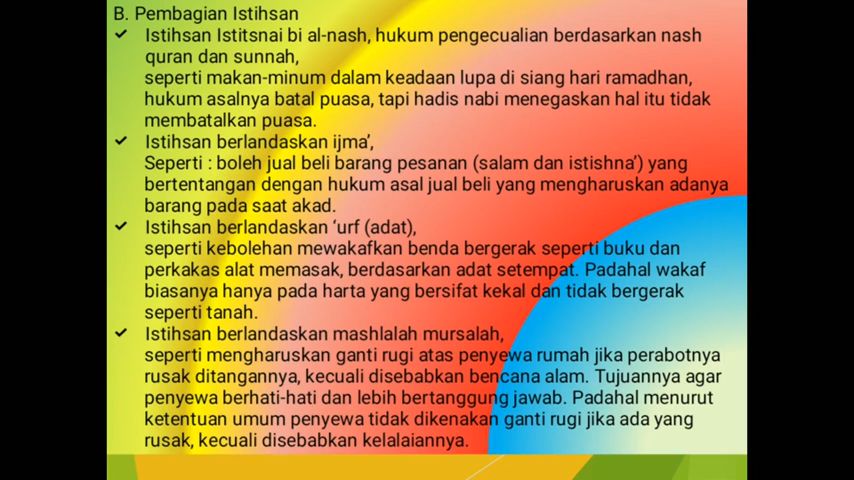 B. Pembagian Istihsan
✔ Istihsan Istitsnai bi al-nash, hukum pengecualian berdasarkan nash
quran dan sunnah,
seperti makan-minum dalam keadaan lupa di siang hari ramadhan,
hukum asalnya batal puasa, tapi hadis nabi menegaskan hal itu tidak
membatalkan puasa.
✔ Istihsan berlandaskan ijma’,
Seperti : boleh jual beli barang pesanan (salam dan istishna’) yang
bertentangan dengan hukum asal jual beli yang mengharuskan adanya
barang pada saat akad.
✔ Istihsan berlandaskan ‘urf (adat),
seperti kebolehan mewakafkan benda bergerak seperti buku dan
perkakas alat memasak, berdasarkan adat setempat. Padahal wakaf
biasanya hanya pada harta yang bersifat kekal dan tidak bergerak
seperti tanah.
✔ Istihsan berlandaskan mashlalah mursalah,
seperti mengharuskan ganti rugi atas penyewa rumah jika perabotnya
rusak ditangannya, kecuali disebabkan bencana alam. Tujuannya agar
penyewa berhati-hati dan lebih bertanggung jawab. Padahal menurut
ketentuan umum penyewa tidak dikenakan ganti rugi jika ada yang
rusak, kecuali disebabkan kelalaiannya.